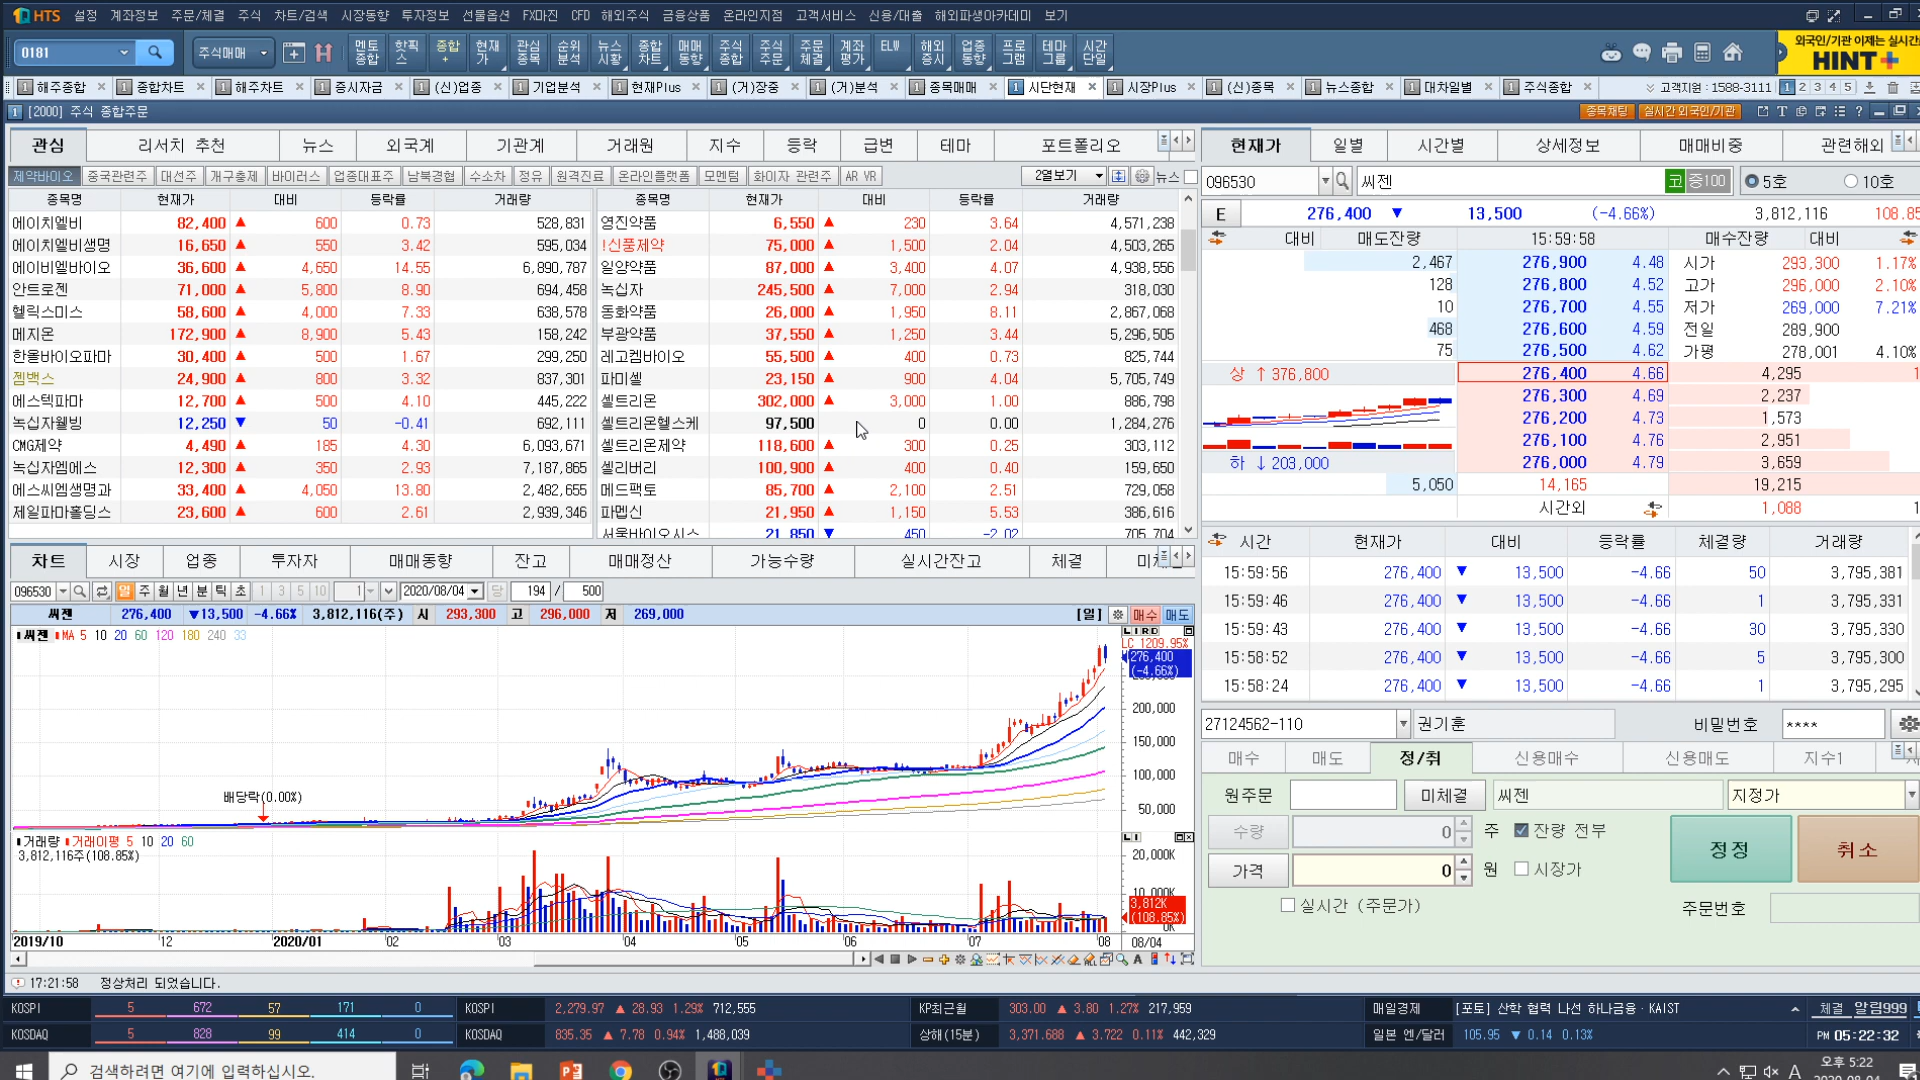 HTS 설정 계좌정보 주문/체결 주식 차트/검색 시장동향 투자정보 선물옵션 FX마진 CFD 해외주식 금융상품 온라인지점 고객서비스 신용/대출 해외파생아카데미 보기
0181 주식매매 멘토종합 핫픽스 종합+ 현재가 관심종목 순위분석 뉴스시황 종합차트 매매동향 주식종합 주식주문 주문체결 계좌평가 ELW 해외증시 업종동향 프로그램 테마그룹 시간단일
외국인/기관 이제는 실시간
HINT+
1 해주종합 × 1 종합차트 × 1 해주차트 × 1 증시자금 × 1 (신)업종 × 1 기업분석 × 1 현재Plus × 1 (거)장중 × 1 (거)분석 × 1 종목매매 × 1 시단현재 × 1 시장Plus × 1 (신)종목 × 1 뉴스종합 × 1 대차일별 × 1 주식종합 × 고객지원 : 1588-3111 1 2 3 4 5
1 [2000] 주식 종합주문 종목채팅 실시간 외국인/기관
관심 리서치 추천 뉴스 외국계 기관계 거래원 지수 등락 급변 테마 포트폴리오
제약바이오 중국관련주 대선주 개구총제 바이러스 업종대표주 남북경협 수소차 정유 원격진료 온라인플랫폼 모멘텀 화이자 관련주 AR VR 2열보기 뉴스
종목명 현재가 대비 등락률 거래량 종목명 현재가 대비 등락률 거래량
에이치엘비 82,400 ▲ 600 0.73 528,831 영진약품 6,550 ▲ 230 3.64 4,571,238
에이치엘비생명 16,650 ▲ 550 3.42 595,034 !신풍제약 75,000 ▲ 1,500 2.04 4,503,265
에이비엘바이오 36,600 ▲ 4,650 14.55 6,890,787 일양약품 87,000 ▲ 3,400 4.07 4,938,556
안트로젠 71,000 ▲ 5,800 8.90 694,458 녹십자 245,500 ▲ 7,000 2.94 318,030
헬릭스미스 58,600 ▲ 4,000 7.33 638,578 동화약품 26,000 ▲ 1,950 8.11 2,867,068
메지온 172,900 ▲ 8,900 5.43 158,242 부광약품 37,550 ▲ 1,250 3.44 5,296,505
한올바이오파마 30,400 ▲ 500 1.67 299,250 레고켐바이오 55,500 ▲ 400 0.73 825,744
젬백스 24,900 ▲ 800 3.32 837,301 파미셀 23,150 ▲ 900 4.04 5,705,749
에스텍파마 12,700 ▲ 500 4.10 445,222 셀트리온 302,000 ▲ 3,000 1.00 886,798
녹십자웰빙 12,250 ▼ 50 -0.41 692,111 셀트리온헬스케 97,500 0 0.00 1,284,276
CMG제약 4,490 ▲ 185 4.30 6,093,671 셀트리온제약 118,600 ▲ 300 0.25 303,112
녹십자엠에스 12,300 ▲ 350 2.93 7,187,865 셀리버리 100,900 ▲ 400 0.40 159,650
에스씨엠생명과 33,400 ▲ 4,050 13.80 2,482,655 메드팩토 85,700 ▲ 2,100 2.51 729,058
제일파마홀딩스 23,600 ▲ 600 2.61 2,939,346 파멥신 21,950 ▲ 1,150 5.53 386,616
서울바이오시스 21,850 ▼ 450 -2.02 705,704
현재가 일별 시간별 상세정보 매매비중 관련해외
096530 씨젠 코 증100 5호 10호
E 276,400 ▼ 13,500 (-4.66%) 3,812,116 108.85
대비 매도잔량 15:59:58 매수잔량 대비
2,467 276,900 4.48 시가 293,300 1.17%
128 276,800 4.52 고가 296,000 2.10%
10 276,700 4.55 저가 269,000 7.21%
468 276,600 4.59 전일 289,900
75 276,500 4.62 가평 278,001 4.10%
상 ↑ 376,800 276,400 4.66 4,295 1
276,300 4.69 2,237
276,200 4.73 1,573
276,100 4.76 2,951
하 ↓ 203,000 276,000 4.79 3,659
5,050 14,165 19,215
시간외 1,088 1
시간 현재가 대비 등락률 체결량 거래량
15:59:56 276,400 ▼ 13,500 -4.66 50 3,795,381
15:59:46 276,400 ▼ 13,500 -4.66 1 3,795,331
15:59:43 276,400 ▼ 13,500 -4.66 30 3,795,330
15:58:52 276,400 ▼ 13,500 -4.66 5 3,795,300
15:58:24 276,400 ▼ 13,500 -4.66 1 3,795,295
차트 시장 업종 투자자 매매동향 잔고 매매정산 가능수량 실시간잔고 체결 미체
096530 일 주 월 년 분 틱 초 1 3 5 10 1 2020/08/04 당 194 / 500
씨젠 276,400 ▼13,500 -4.66% 3,812,116(주) 시 293,300 고 296,000 저 269,000 [일] 매수 매도
씨젠 MA 5 10 20 60 120 180 240 33
L I R D
LC 1209.95%
276,400
(-4.66%)
200,000
150,000
100,000
50,000
배당락(0.00%)
거래량 거래이평 5 10 20 60
3,812,116주(108.85%)
20,000K
10,000K
3,812K
(108.85%)
0K
2019/10 12 2020/01 02 03 04 05 06 07 08 08/04
27124562-110 권기훈 비밀번호 ****
매수 매도 정/취 신용매수 신용매도 지수1
원주문 미체결 씨젠 지정가
수량 0 주 잔량 전부 정정 취소
가격 0 원 시장가
실시간 (주문가) 주문번호
17:21:58 정상처리 되었습니다.
KOSPI 5 672 57 171 0 KOSPI 2,279.97 ▲ 28.93 1.29% 712,555 KP최근월 303.00 ▲ 3.80 1.27% 217,959 매일경제 [포토] 산학 협력 나선 하나금융·KAIST 체결 알림999
KOSDAQ 5 828 99 414 0 KOSDAQ 835.35 ▲ 7.78 0.94% 1,488,039 상해(15분) 3,371.688 ▲ 3.722 0.11% 442,329 일본 엔/달러 105.95 ▼ 0.14 0.13% PM 05:22:32
검색하려면 여기에 입력하십시오. A 오후 5:22
2020-08-04